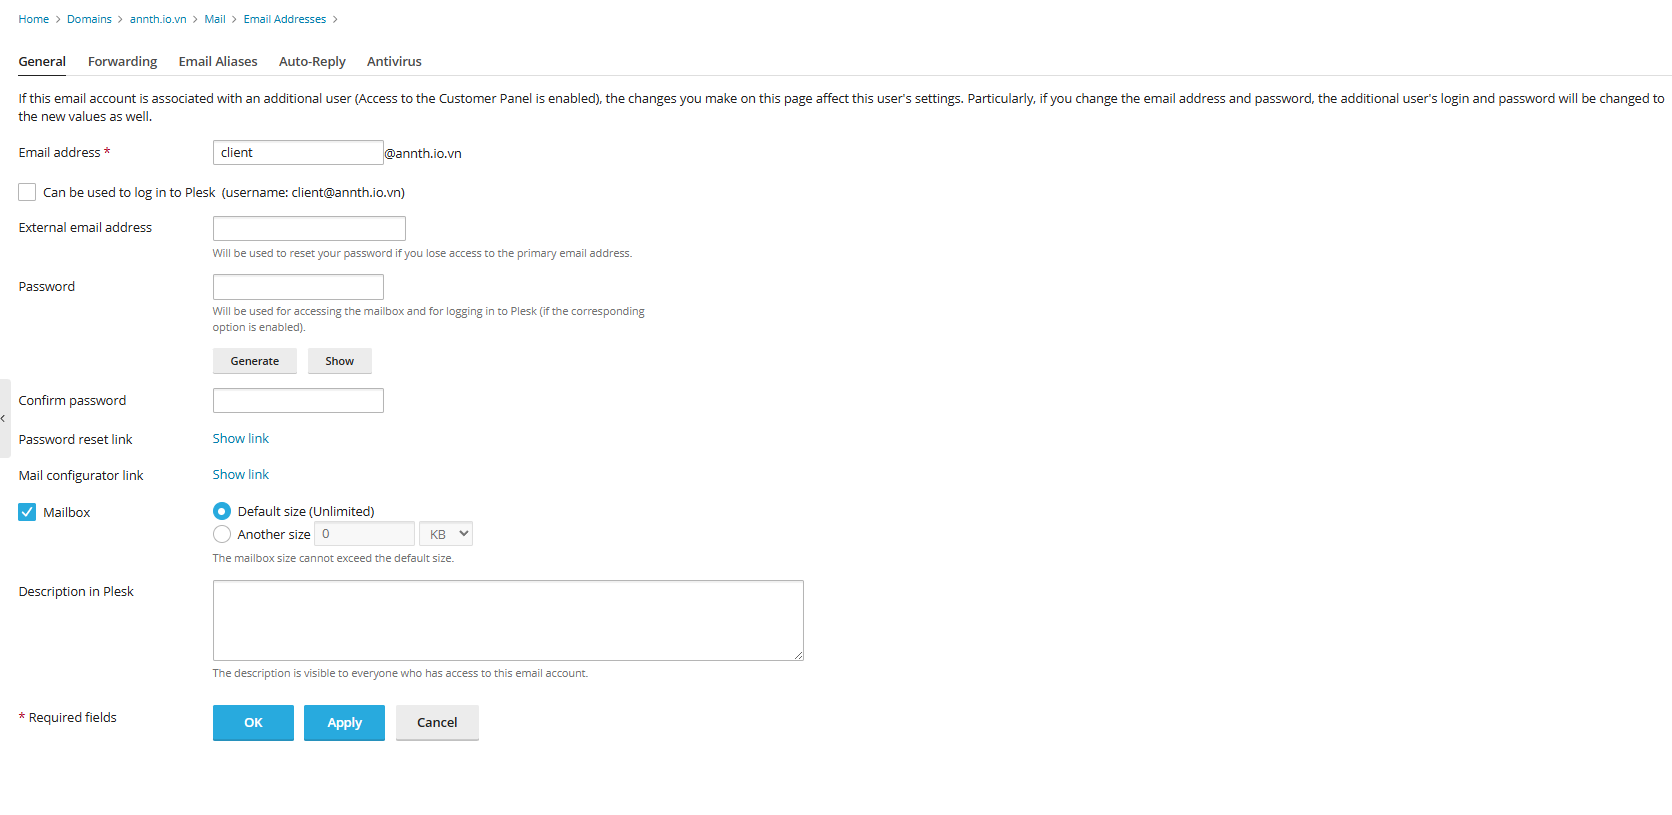 Home > Domains > annth.io.vn > Mail > Email Addresses >
General Forwarding Email Aliases Auto-Reply Antivirus
If this email account is associated with an additional user (Access to the Customer Panel is enabled), the changes you make on this page affect this user's settings. Particularly, if you change the email address and password, the additional user's login and password will be changed to
the new values as well.
Email address * client @annth.io.vn
Can be used to log in to Plesk (username: client@annth.io.vn)
External email address
Will be used to reset your password if you lose access to the primary email address.
Password
Will be used for accessing the mailbox and for logging in to Plesk (if the corresponding
option is enabled).
Generate Show
Confirm password
Password reset link Show link
Mail configurator link Show link
Mailbox Default size (Unlimited)
Another size 0 KB
The mailbox size cannot exceed the default size.
Description in Plesk
The description is visible to everyone who has access to this email account.
* Required fields OK Apply Cancel